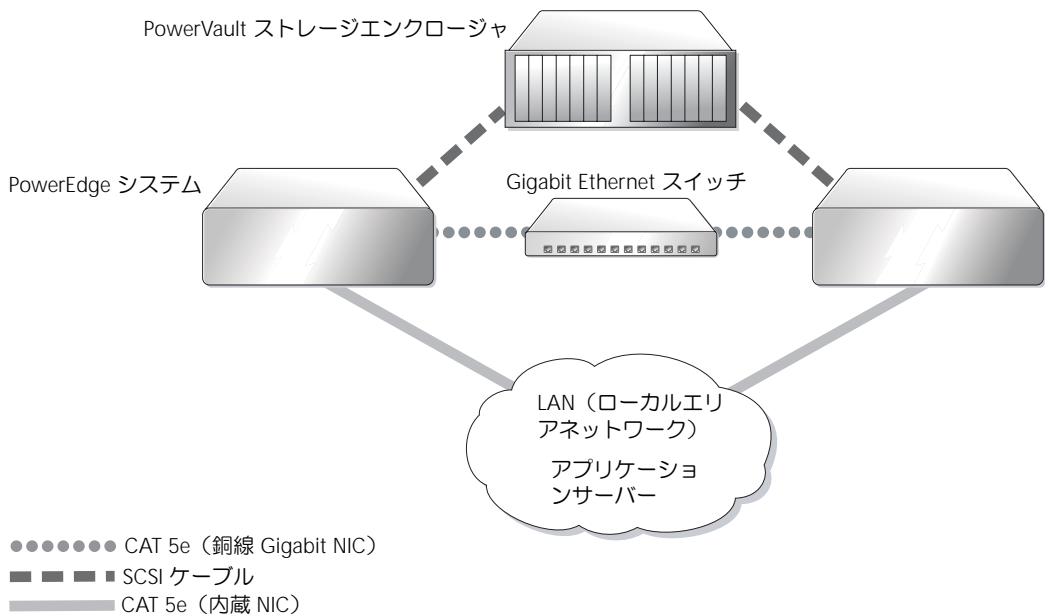 PowerVault ストレージエンクロージャ
PowerEdge システム
Gigabit Ethernet スイッチ
LAN（ローカルエリ
アネットワーク）
アプリケーショ
ンサーバー
CAT 5e（銅線 Gigabit NIC）
SCSI ケーブル
CAT 5e（内蔵 NIC）